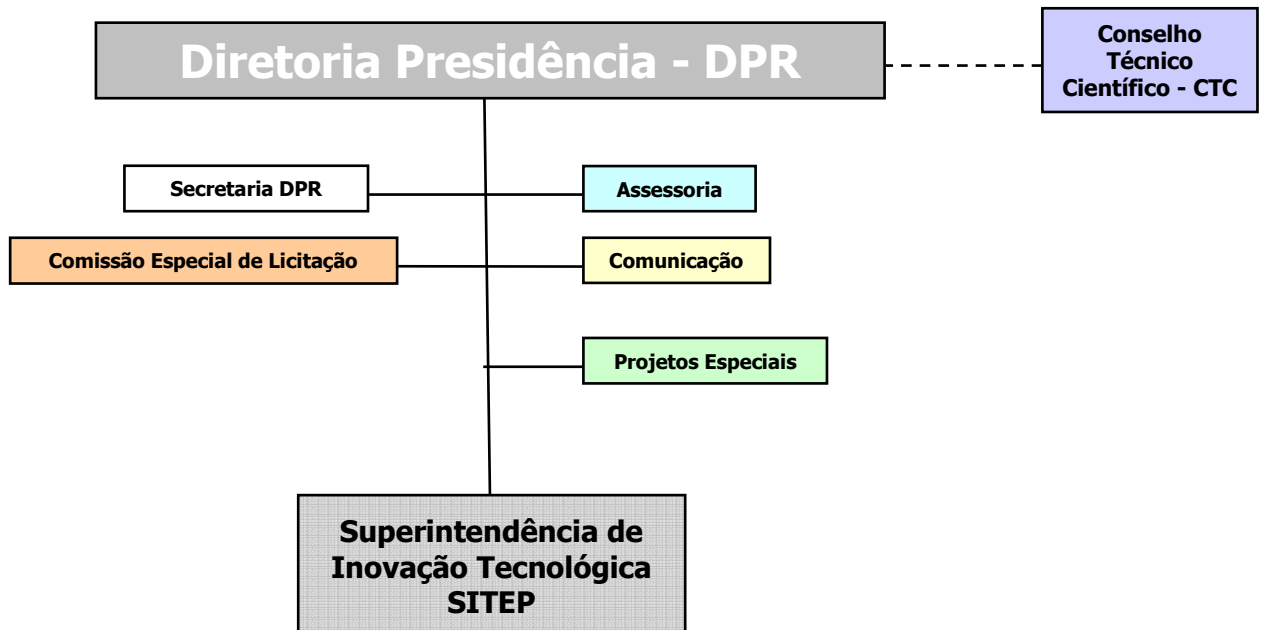 Diretoria Presidência - DPR
Conselho
Técnico
Científico - CTC
Secretaria DPR
Assessoria
Comissão Especial de Licitação
Comunicação
Projetos Especiais
Superintendência de
Inovação Tecnológica
SITEP